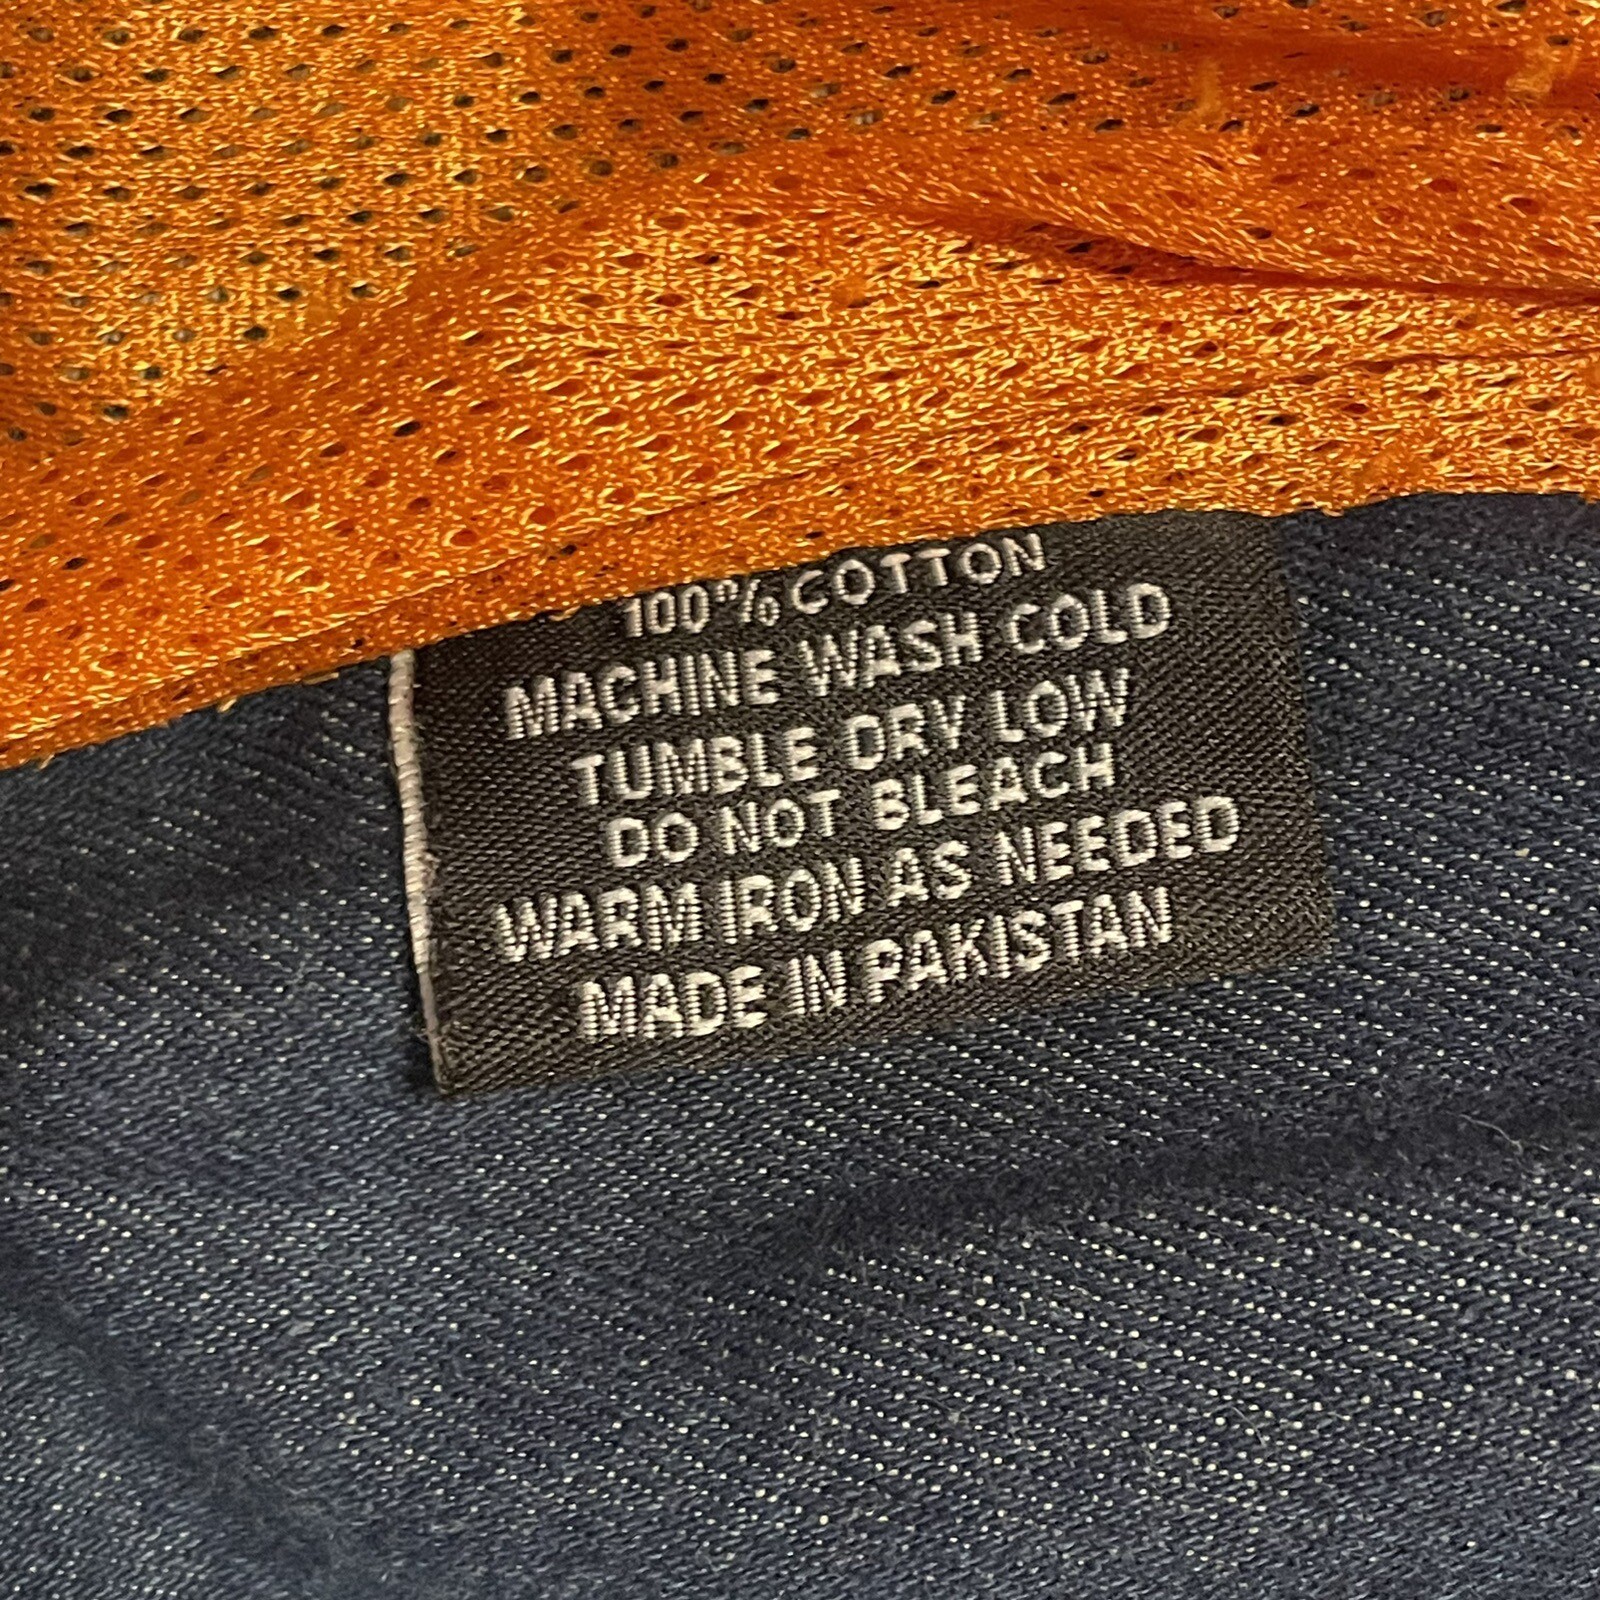 100% COTTON
MACHINE WASH COLD
TUMBLE DRY LOW
DO NOT BLEACH
WARM IRON AS NEEDED
MADE IN PAKISTAN